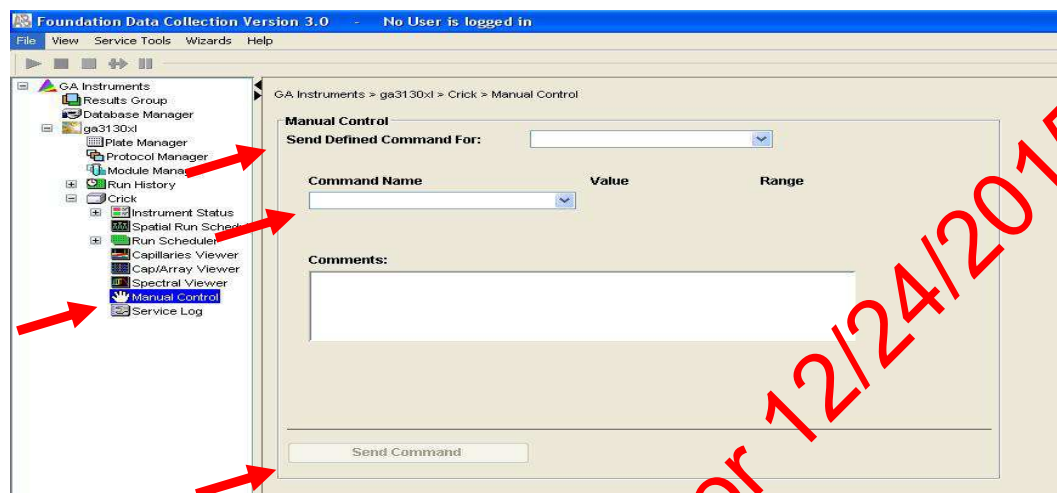 Foundation Data Collection Version 3.0 - No User is logged in
File View Service Tools Wizards Help
GA Instruments
Results Group
Database Manager
ga3130xl
Plate Manager
Protocol Manager
Module Mana
Run History
Crick
Instrument Status
Spatial Run Sched
Run Scheduler
Capillaries Viewer
Cap/Array Viewer
Spectral Viewer
Manual Control
Service Log
GA Instruments > ga3130xl > Crick > Manual Control
Manual Control
Send Defined Command For:
Command Name Value Range
Comments:
Send Command
or 12/24/2015